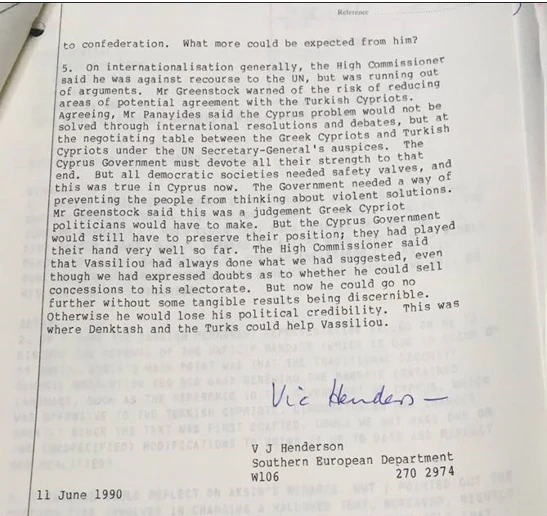 Reference
to confederation. What more could be expected from him?
5. On internationalisation generally, the High Commissioner
said he was against recourse to the UN, but was running out
of arguments. Mr Greenstock warned of the risk of reducing
areas of potential agreement with the Turkish Cypriots.
Agreeing, Mr Panayides said the Cyprus problem would not be
solved through international resolutions and debates, but at
the negotiating table between the Greek Cypriots and Turkish
Cypriots under the UN Secretary-General's auspices. The
Cyprus Government must devote all their strength to that
end. But all democratic societies needed safety valves, and
this was true in Cyprus now. The Government needed a way of
preventing the people from thinking about violent solutions.
Mr Greenstock said this was a judgement Greek Cypriot
politicians would have to make. But the Cyprus Government
would still have to preserve their position; they had played
their hand very well so far. The High Commissioner said
that Vassiliou had always done what we had suggested, even
though we had expressed doubts as to whether he could sell
concessions to his electorate. But now he could go no
further without some tangible results being discernible.
Otherwise he would lose his political credibility. This was
where Denktash and the Turks could help Vassiliou.
Vic Henders
V J Henderson
Southern European Department
W106 270 2974
11 June 1990